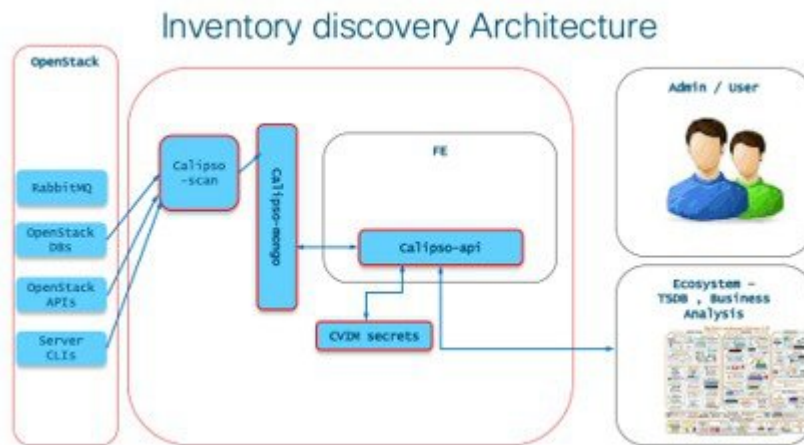 Inventory discovery Architecture
OpenStack
RabbitMQ
OpenStack
DBs
OpenStack
APIs
Server
CLIs
Calipso
-scan
Calipso-mongo
FE
Calipso-api
CVIM secrets
Admin / User
Ecosystem –
TSDB , Business
Analysis